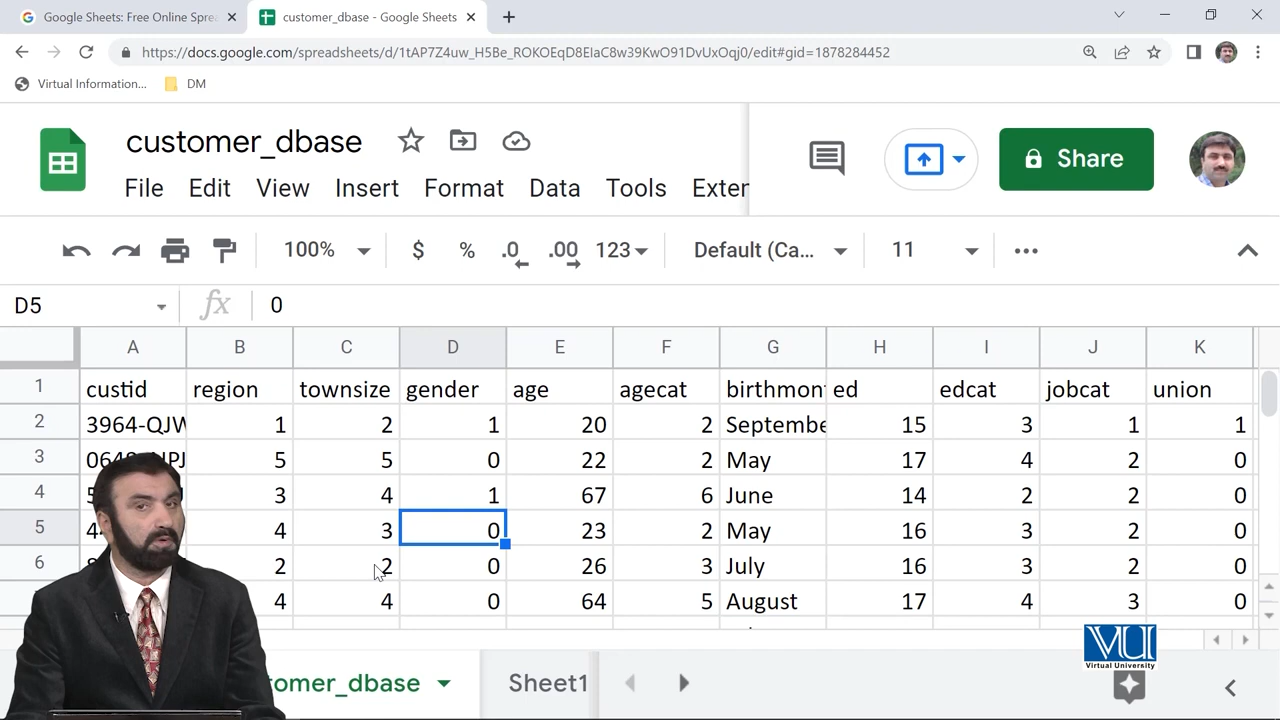 Google Sheets: Free Online Spre
customer_dbase - Google Sheets
https://docs.google.com/spreadsheets/d/1tAP7Z4uw_H5Be_ROKOEqD8EIaC8w39KwO91DvUxOqj0/edit#gid=1878284452
Virtual Information...
DM
customer_dbase
Share
File Edit View Insert Format Data Tools Exter
100% $ % .0 .00 123 Default (Ca... 11
D5 fx 0
A B C D E F G H I J K
1 custid region townsize gender age agecat birthmon ed edcat jobcat union
2 3964-QJW 1 2 1 20 2 Septembe 15 3 1 1
3 5 5 0 22 2 May 17 4 2 0
4 3 4 1 67 6 June 14 2 2 0
5 4 3 0 23 2 May 16 3 2 0
6 2 2 0 26 3 July 16 3 2 0
4 4 0 64 5 August 17 4 3 0
VU
Virtual University
tomer_dbase Sheet1